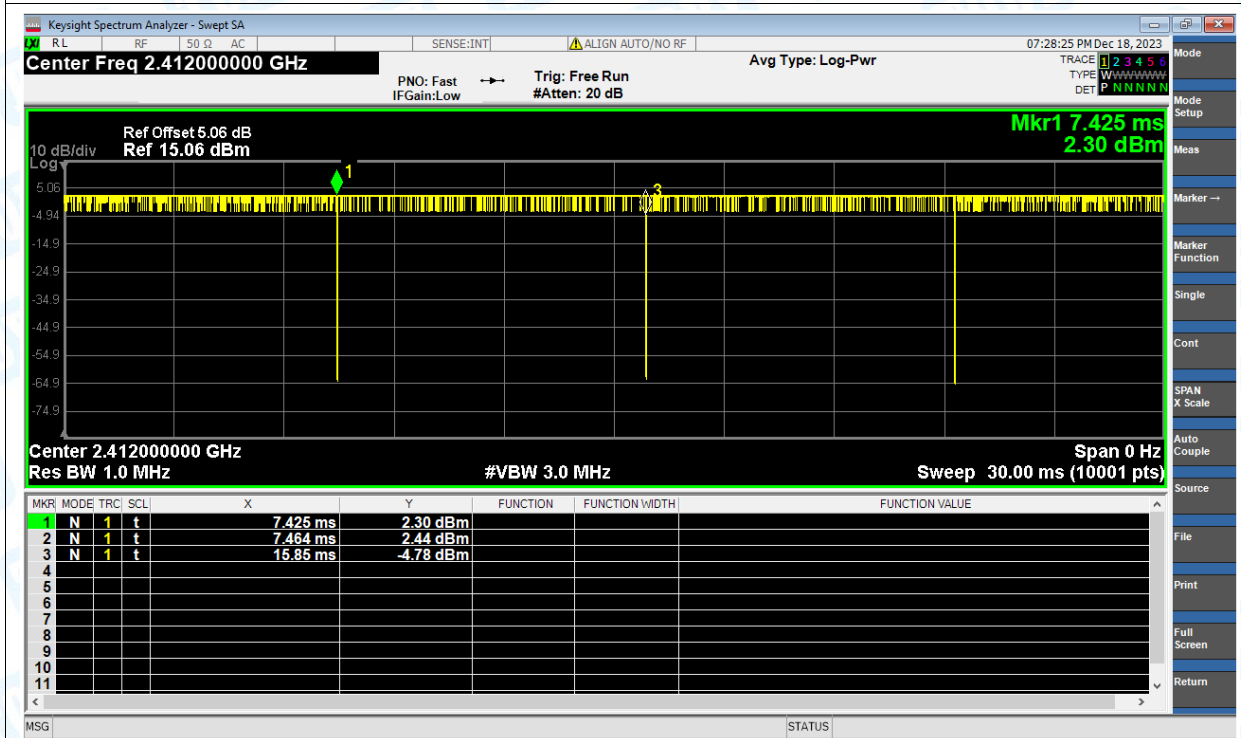 Keysight Spectrum Analyzer - Swept SA
LXI RL RF 50 Ω AC SENSE:INT ALIGN AUTO/NO RF 07:28:25 PM Dec 18, 2023
Center Freq 2.412000000 GHz
PNO: Fast
IFGain:Low
Trig: Free Run
#Atten: 20 dB
Avg Type: Log-Pwr
TRACE 1 2 3 4 5 6
TYPE WWWWWW
DET P N N N N N
Mkr1 7.425 ms
2.30 dBm
Ref Offset 5.06 dB
10 dB/div Ref 15.06 dBm
Log
1
3
5.06
-4.94
-14.9
-24.9
-34.9
-44.9
-54.9
-64.9
-74.9
Center 2.412000000 GHz Span 0 Hz
Res BW 1.0 MHz #VBW 3.0 MHz Sweep 30.00 ms (10001 pts)
MKR MODE TRC SCL X Y FUNCTION FUNCTION WIDTH FUNCTION VALUE
1 N 1 t 7.425 ms 2.30 dBm
2 N 1 t 7.464 ms 2.44 dBm
3 N 1 t 15.85 ms -4.78 dBm
4
5
6
7
8
9
10
11
MSG STATUS
Mode
Mode
Setup
Meas
Marker→
Marker
Function
Single
Cont
SPAN
X Scale
Auto
Couple
Source
File
Print
Full
Screen
Return